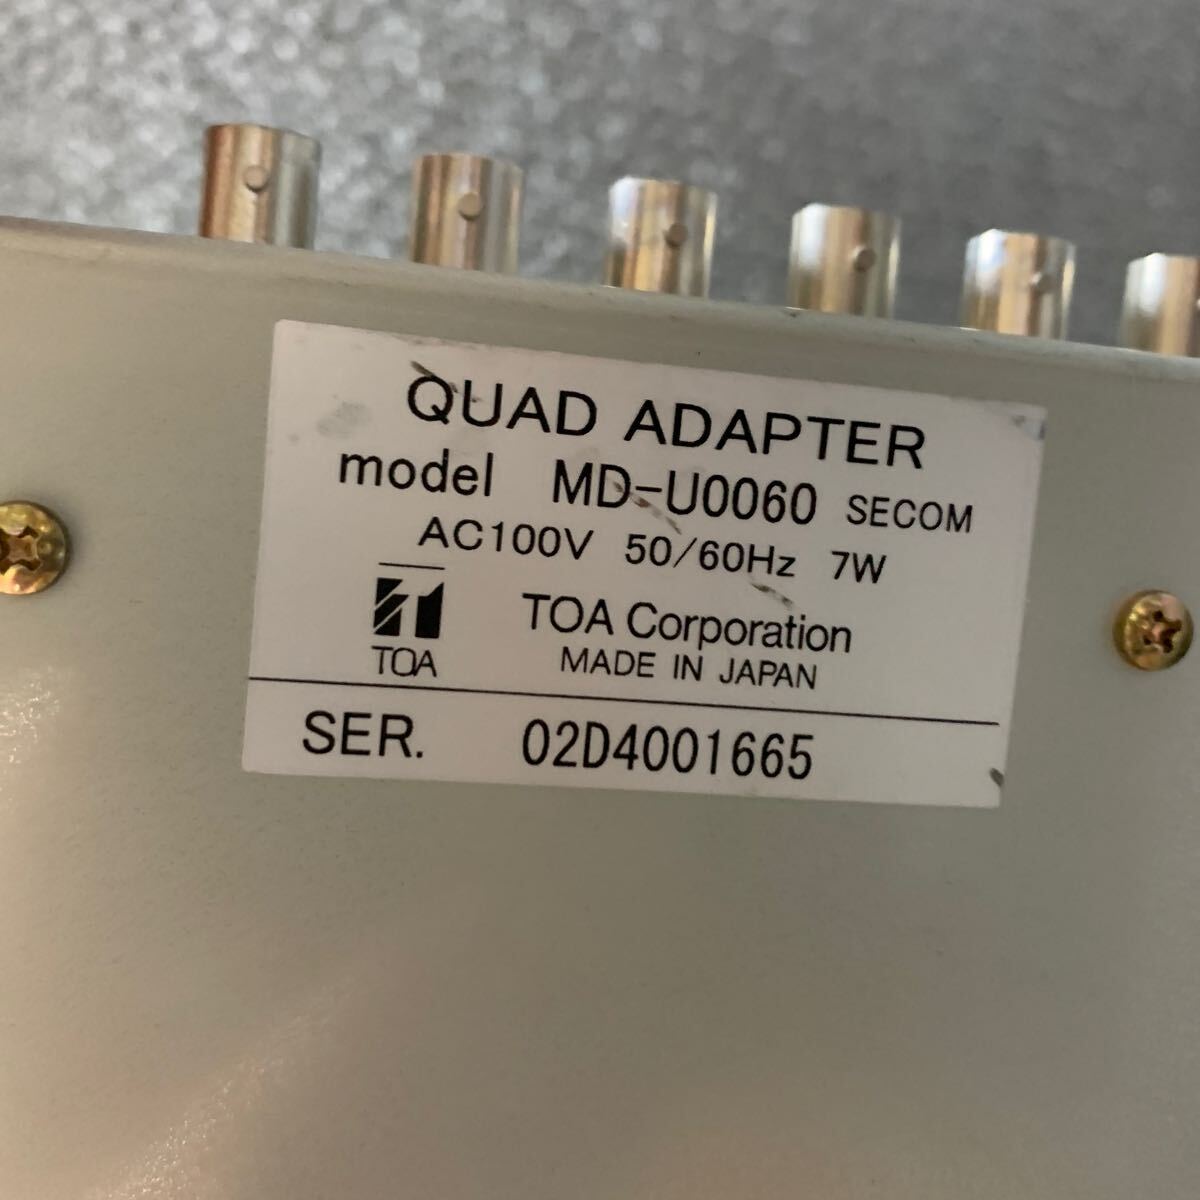 QUAD ADAPTER
model MD-U0060 SECOM
AC100V 50/60Hz 7W
TOA
TOA Corporation
MADE IN JAPAN
SER. 02D4001665